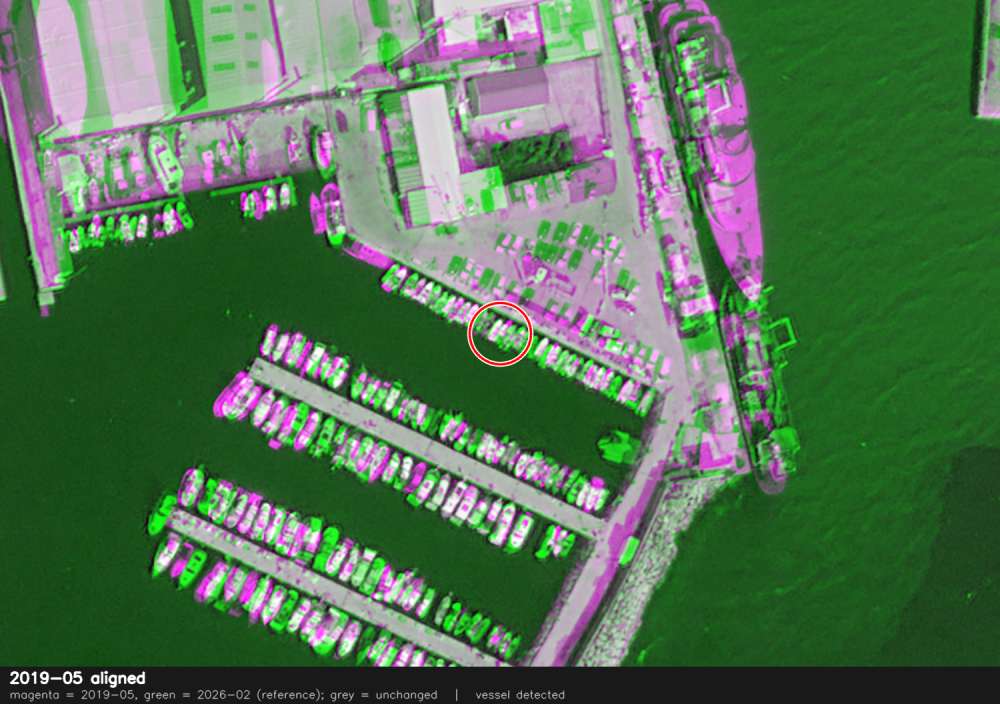 2019-05 aligned
magenta = 2019-05, green = 2026-02 (reference); grey = unchanged | vessel detected